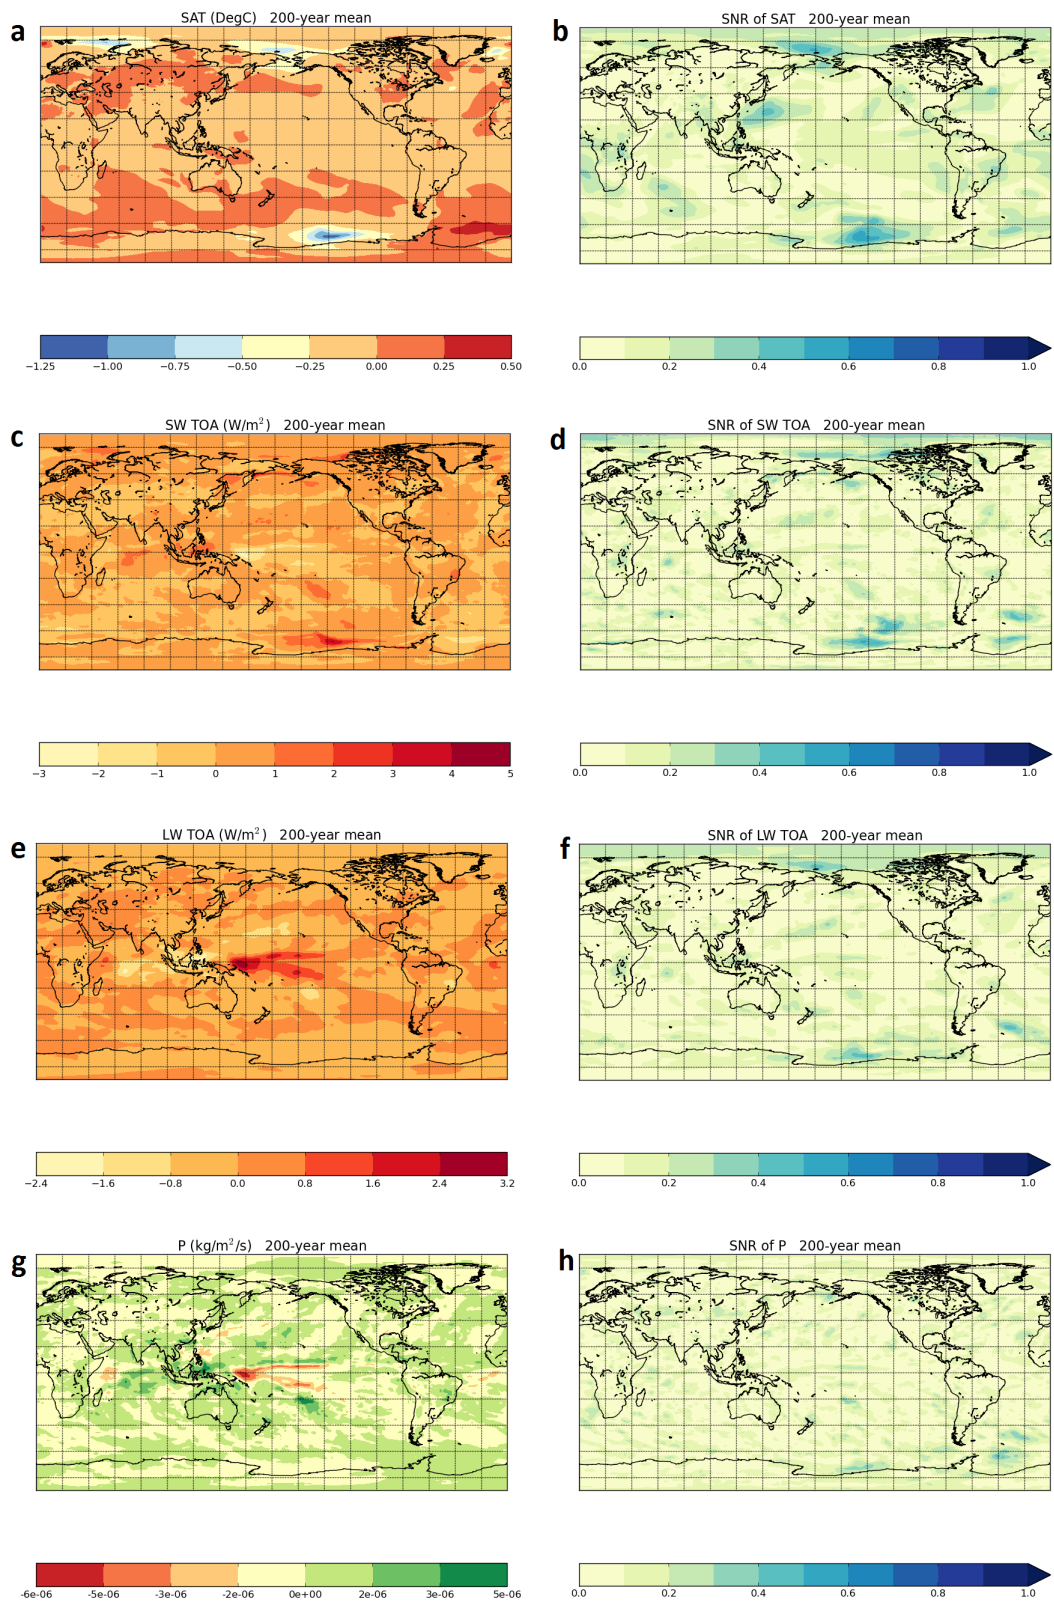 a
SAT (DegC) 200-year mean
−1.25 −1.00 −0.75 −0.50 −0.25 0.00 0.25 0.50
b
SNR of SAT 200-year mean
0.0 0.2 0.4 0.6 0.8 1.0
c
SW TOA (W/m²) 200-year mean
−3 −2 −1 0 1 2 3 4 5
d
SNR of SW TOA 200-year mean
0.0 0.2 0.4 0.6 0.8 1.0
e
LW TOA (W/m²) 200-year mean
−2.4 −1.6 −0.8 0.0 0.8 1.6 2.4 3.2
f
SNR of LW TOA 200-year mean
0.0 0.2 0.4 0.6 0.8 1.0
g
P (kg/m²/s) 200-year mean
-6e-06 -5e-06 -3e-06 -2e-06 0e+00 2e-06 3e-06 5e-06
h
SNR of P 200-year mean
0.0 0.2 0.4 0.6 0.8 1.0